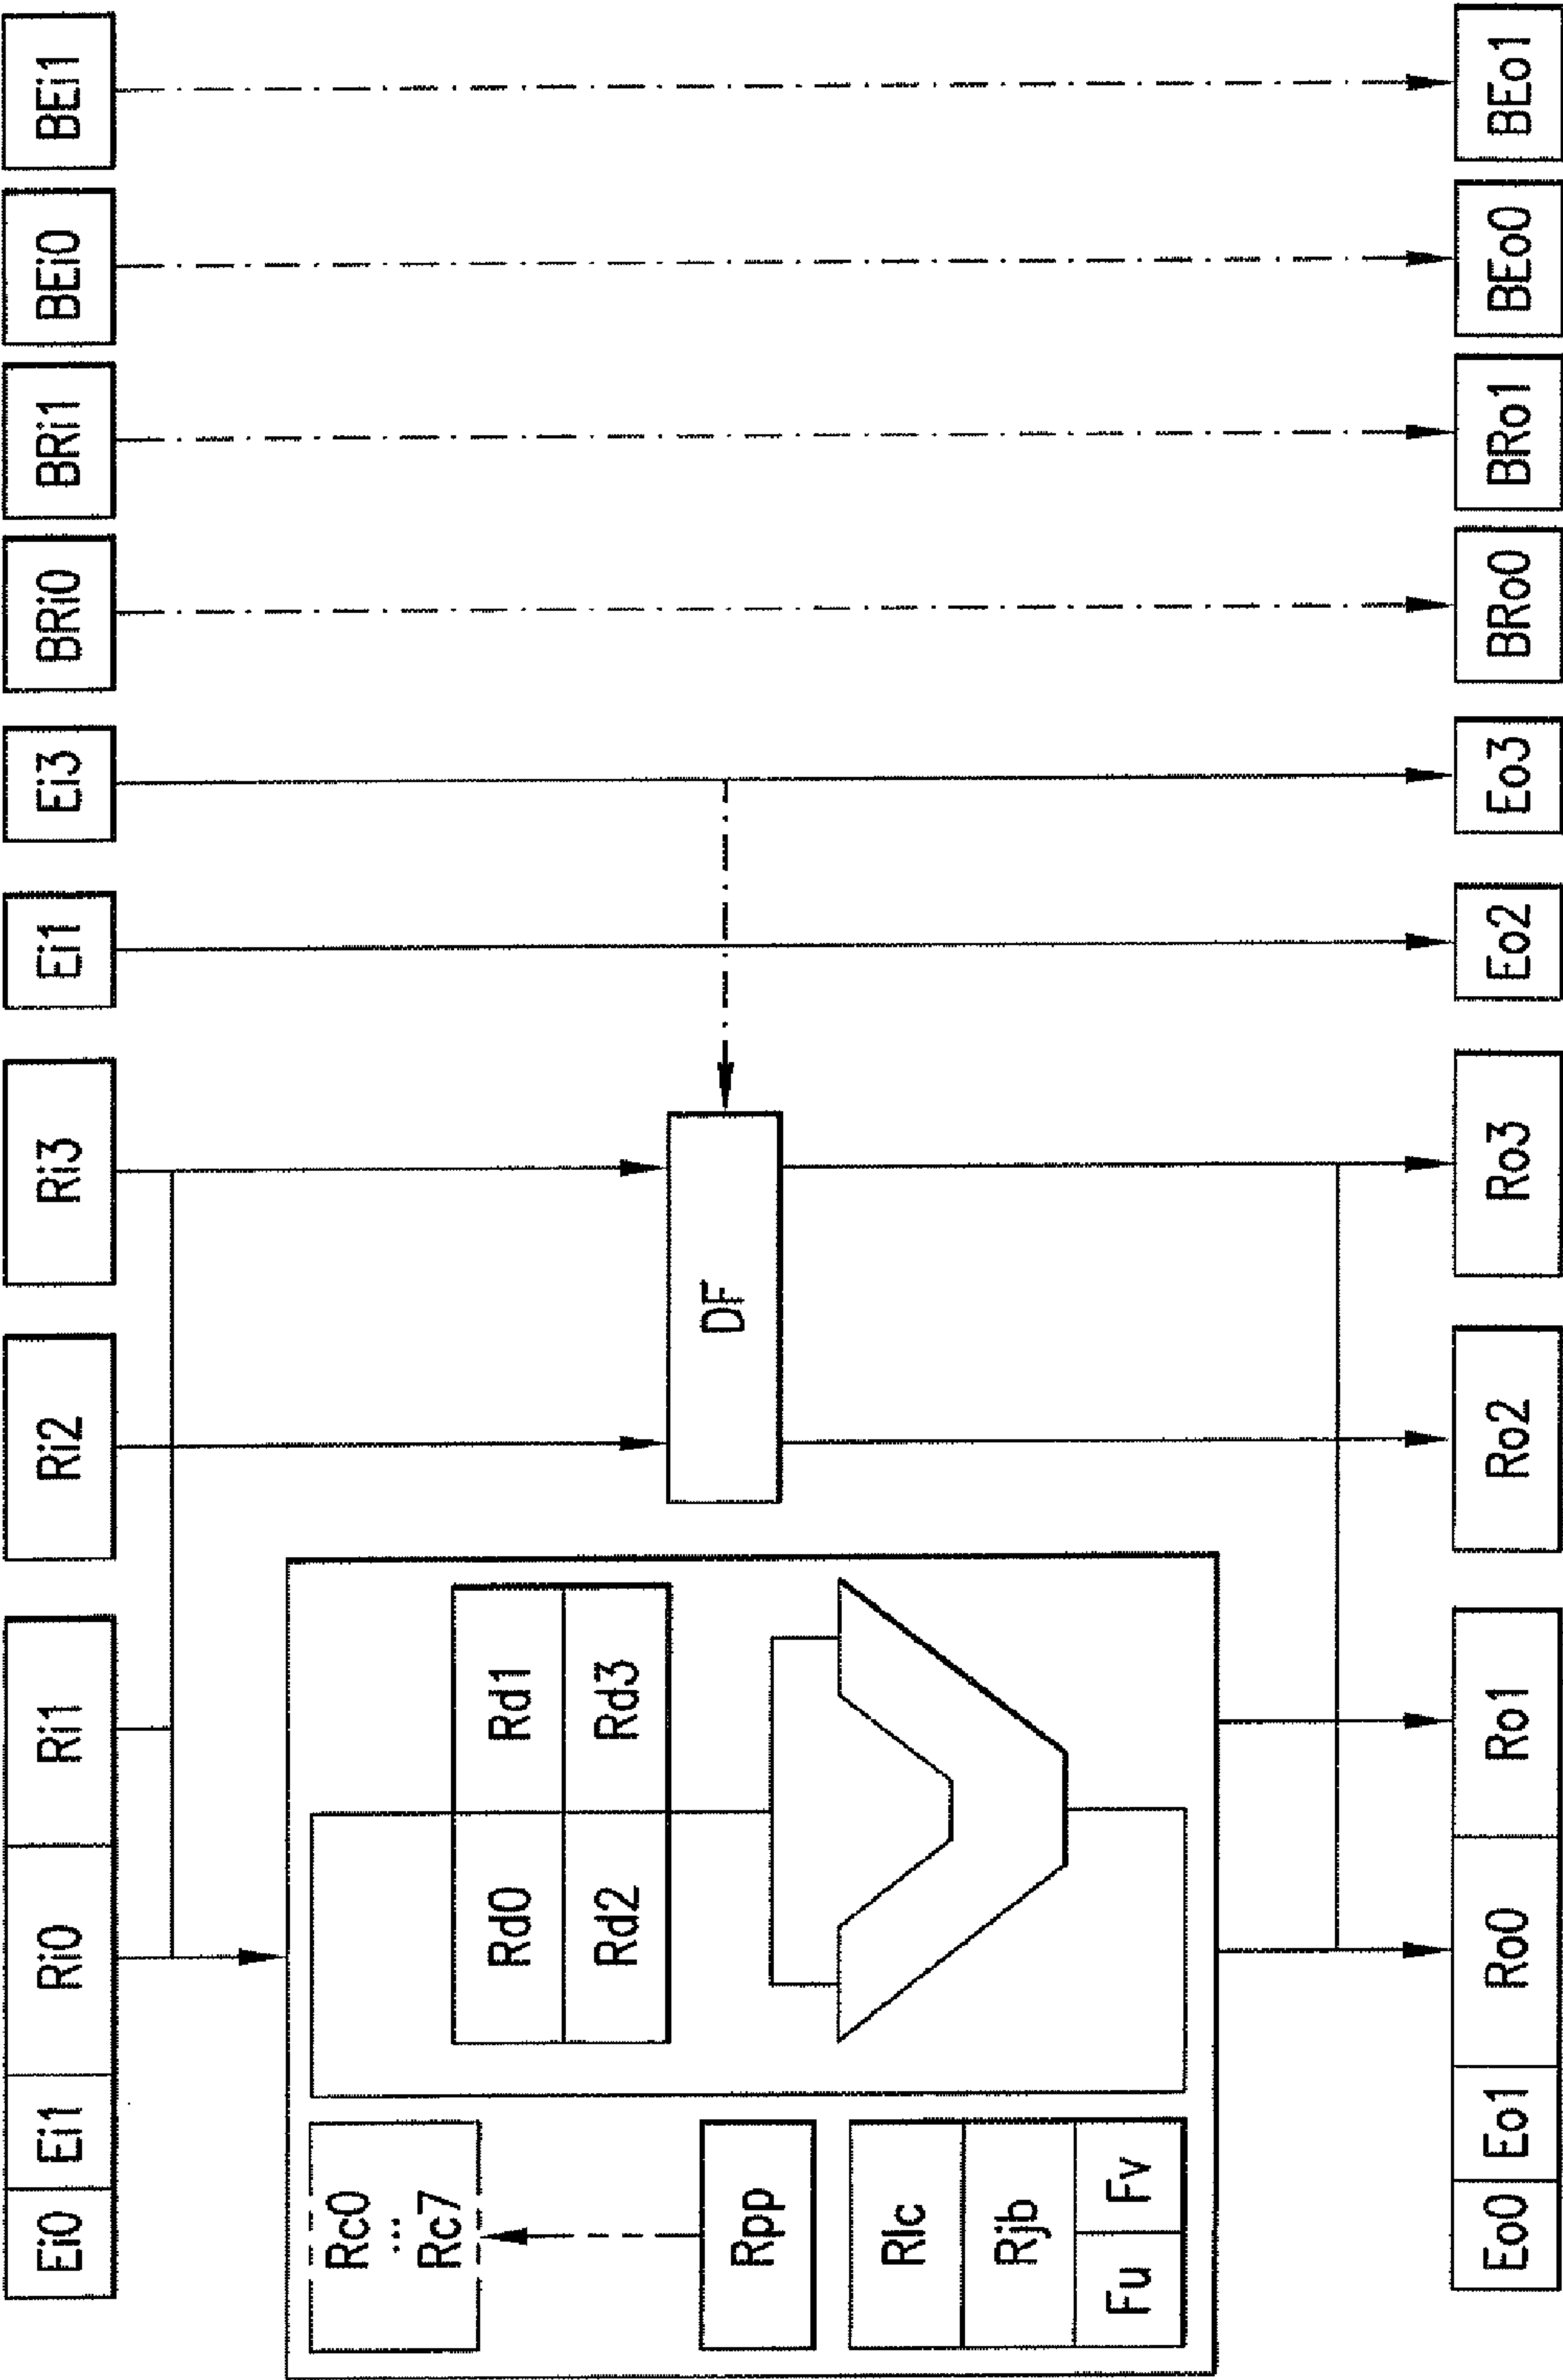 Ei0 Ei1 Ri0 Ri1 Ri2 Ri3 Ei1 Ei3 BRi0 BRi1 BEi0 BEi1
Rc0
...
Rc7
Rd0 Rd1
Rd2 Rd3
Rpp
DF
Rlc
Rjb
Fu Fv
Eo0 Eo1 Ro0 Ro1 Ro2 Ro3 Eo2 Eo3 BRo0 BRo1 BEo0 BEo1